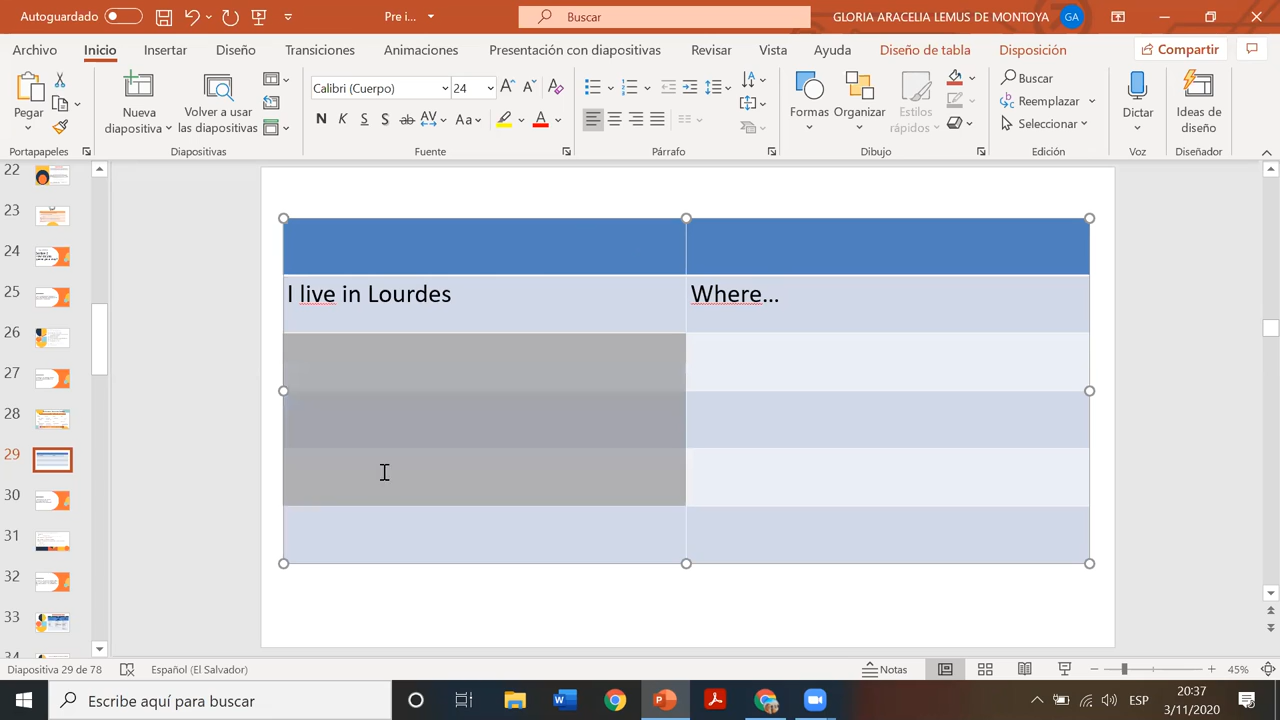 Autoguardado
Pre i...
Buscar
GLORIA ARACELIA LEMUS DE MONTOYA
GA
Archivo
Inicio
Insertar
Diseño
Transiciones
Animaciones
Presentación con diapositivas
Revisar
Vista
Ayuda
Diseño de tabla
Disposición
Compartir
Pegar
Nueva
diapositiva
Volver a usar
las diapositivas
Calibri (Cuerpo)
24
N K S S ab AV Aa
A
Formas
Organizar
Estilos
rápidos
Buscar
Reemplazar
Seleccionar
Dictar
Ideas de
diseño
Portapapeles
Diapositivas
Fuente
Párrafo
Dibujo
Edición
Voz
Diseñador
22
23
24
25
26
27
28
29
30
31
32
33
34
I live in Lourdes
Where...
Diapositiva 29 de 78
Español (El Salvador)
Notas
45%
Escribe aquí para buscar
ESP
20:37
3/11/2020